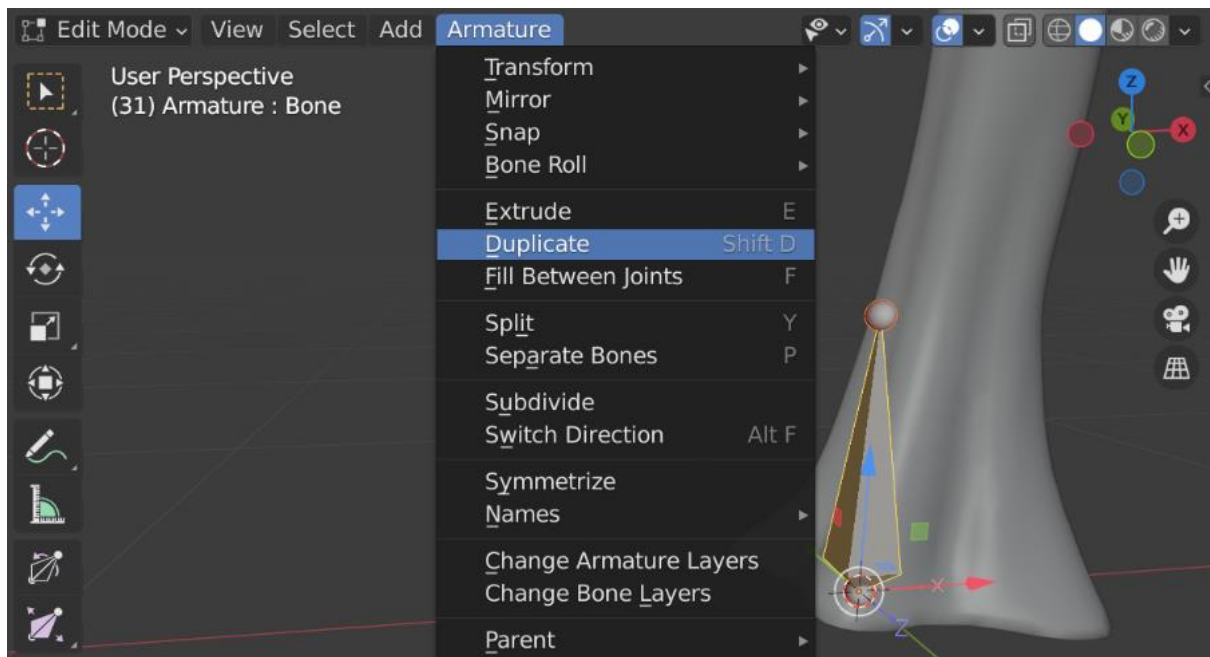 Edit Mode View Select Add Armature
User Perspective
(31) Armature : Bone
Transform
Mirror
Snap
Bone Roll
Extrude E
Duplicate Shift D
Fill Between Joints F
Split Y
Separate Bones P
Subdivide
Switch Direction Alt F
Symmetrize
Names
Change Armature Layers
Change Bone Layers
Parent
Z
Y X
X
Z